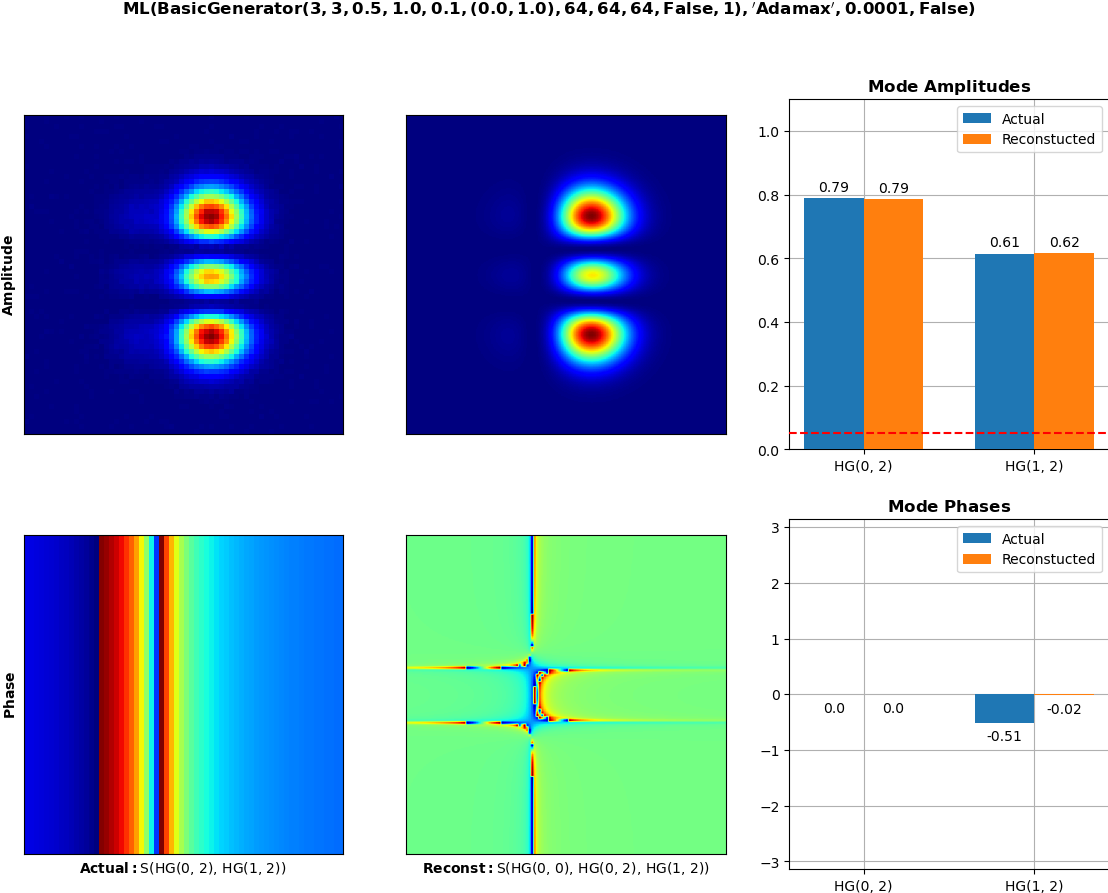 ML(BasicGenerator(3, 3, 0.5, 1.0, 0.1, (0.0, 1.0), 64, 64, 64, False, 1), ′Adamax′, 0.0001, False)
Amplitude
Mode Amplitudes
Actual
Reconstucted
1.0
0.8
0.6
0.4
0.2
0.0
0.79
0.79
0.61
0.62
HG(0, 2)
HG(1, 2)
Phase
Actual: S(HG(0, 2), HG(1, 2))
Reconst: S(HG(0, 0), HG(0, 2), HG(1, 2))
Mode Phases
Actual
Reconstucted
3
2
1
0
−1
−2
−3
0.0
0.0
-0.51
-0.02
HG(0, 2)
HG(1, 2)